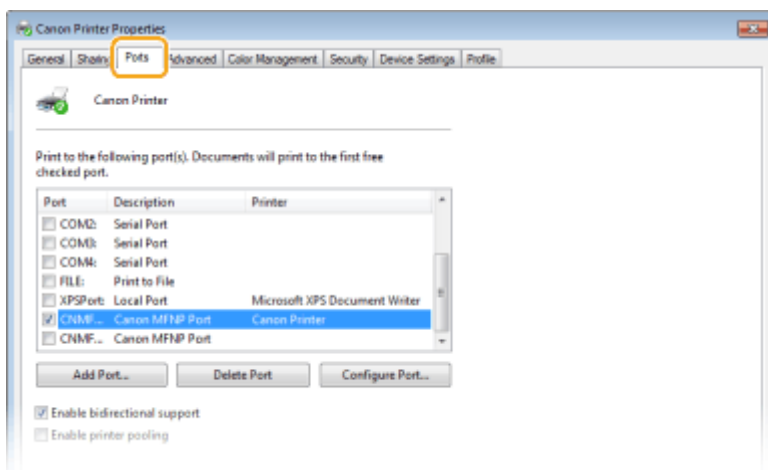 Canon Printer Properties
General Sharing Ports Advanced Color Management Security Device Settings Profile
Canon Printer
Print to the following port(s). Documents will print to the first free
checked port.
Port Description Printer
COM2: Serial Port
COM3: Serial Port
COM4: Serial Port
FILE: Print to File
XPSPort: Local Port Microsoft XPS Document Writer
CNMF... Canon MFNP Port Canon Printer
CNMF... Canon MFNP Port
Add Port... Delete Port Configure Port...
Enable bidirectional support
Enable printer pooling